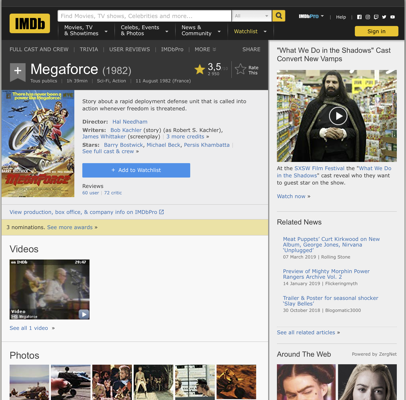 IMDb
Find Movies, TV shows, Celebrities and more...
All
IMDbPro
Help
Movies, TV
& Showtimes
Celebs, Events
& Photos
News &
Community
Watchlist
Sign in
FULL CAST AND CREW | TRIVIA | USER REVIEWS | IMDbPro | MORE
SHARE
Megaforce (1982)
Tous publics | 1h 39min | Sci-Fi, Action | 11 August 1982 (France)
3,5
Rate
This
Story about a rapid deployment defense unit that is called into
action whenever freedom is threatened.
Director: Hal Needham
Writers: Bob Kachler (story) (as Robert S. Kachler),
James Whittaker (screenplay) | 3 more credits »
Stars: Barry Bostwick, Michael Beck, Persis Khambatta |
See full cast & crew »
+ Add to Watchlist
Reviews
60 user | 72 critic
View production, box office, & company info on IMDbPro
3 nominations. See more awards »
Videos
29:47
Video
Megaforce
See all 1 video »
Photos
"What We Do in the Shadows" Cast
Convert New Vamps
At the SXSW Film Festival the "What We Do
in the Shadows" cast reveal who they want
to guest star on the show.
Watch now »
Related News
Meat Puppets' Curt Kirkwood on New
Album, George Jones, Nirvana
'Unplugged'
07 March 2019 | Rolling Stone
Preview of Mighty Morphin Power
Rangers Archive Vol. 2
14 January 2019 | Flickeringmyth
Trailer & Poster for seasonal shocker
'Slay Belles'
30 October 2018 | Blogomatic3000
See all related articles »
Around The Web
Powered by ZergNet